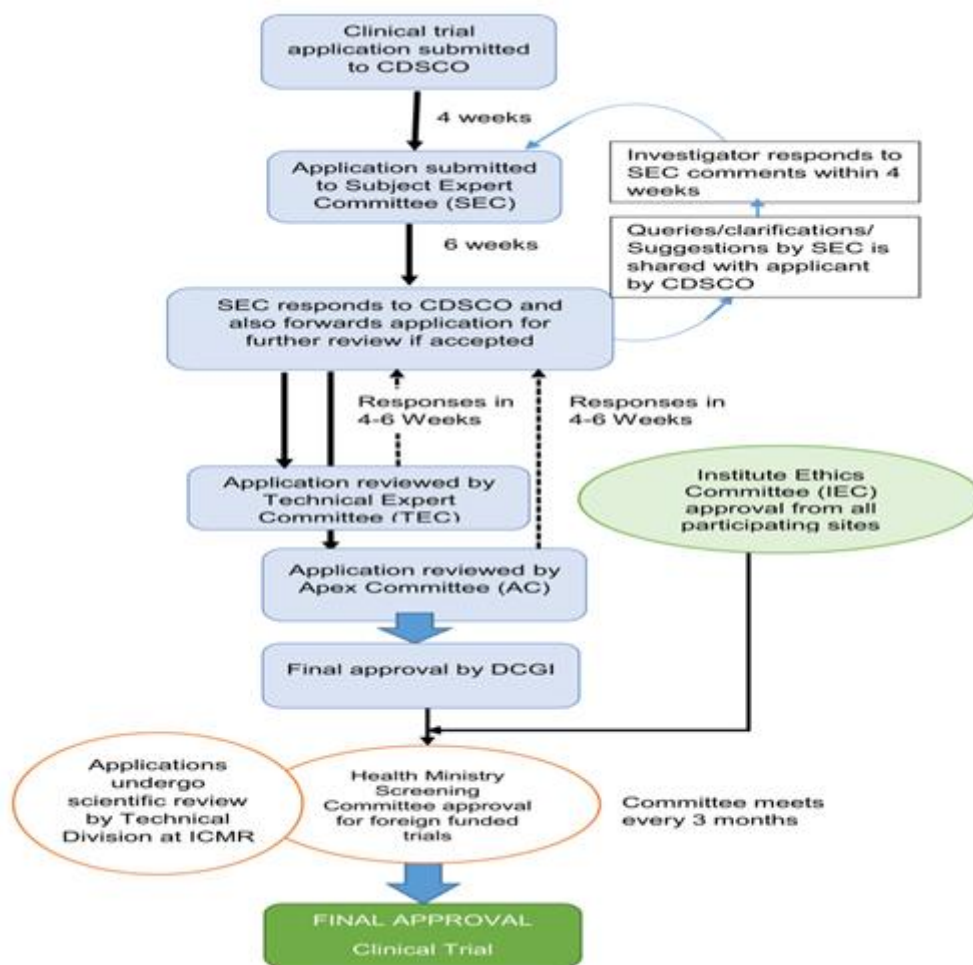 Clinical trial
application submitted
to CDSCO
4 weeks
Application submitted
to Subject Expert
Committee (SEC)
Investigator responds to
SEC comments within 4
weeks
Queries/clarifications/
Suggestions by SEC is
shared with applicant
by CDSCO
6 weeks
SEC responds to CDSCO and
also forwards application for
further review if accepted
Responses in
4-6 Weeks
Responses in
4-6 Weeks
Application reviewed by
Technical Expert
Committee (TEC)
Institute Ethics
Committee (IEC)
approval from all
participating sites
Application reviewed by
Apex Committee (AC)
Final approval by DCGI
Applications
undergo
scientific review
by Technical
Division at ICMR
Health Ministry
Screening
Committee approval
for foreign funded
trials
Committee meets
every 3 months
FINAL APPROVAL
Clinical Trial